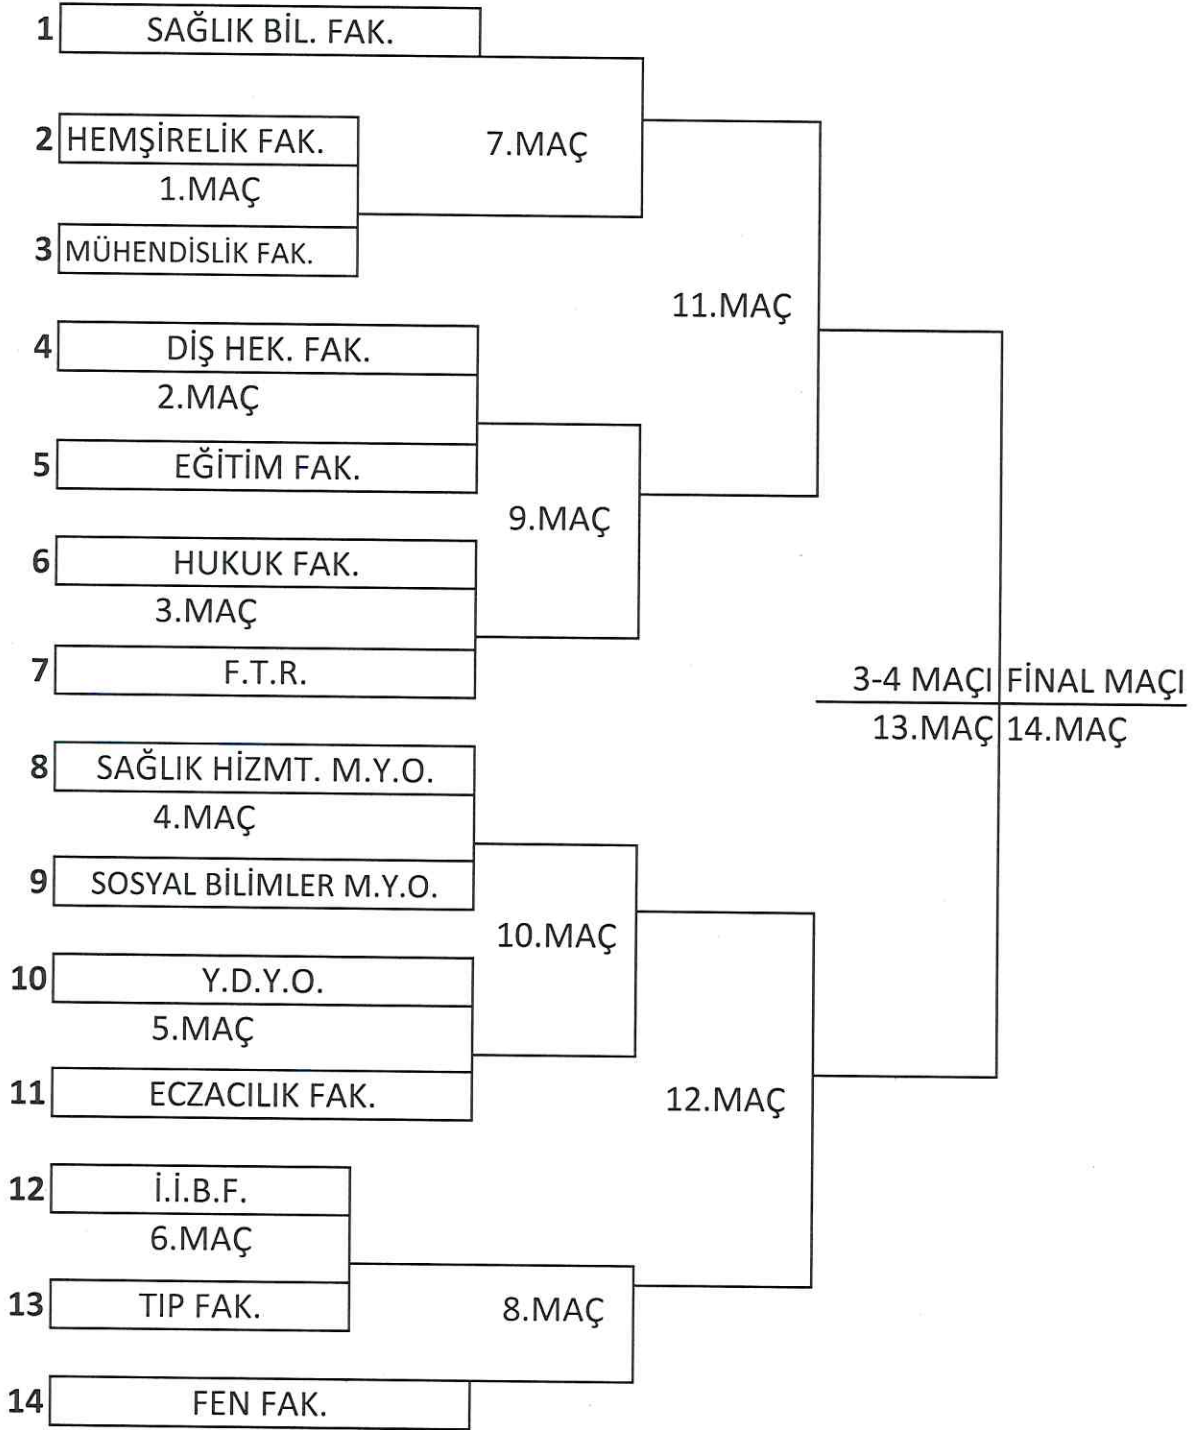 1 SAĞLIK BİL. FAK.
2 HEMŞİRELİK FAK.
7.MAÇ
1.MAÇ
3 MÜHENDİSLİK FAK.
11.MAÇ
4 DİŞ HEK. FAK.
2.MAÇ
5 EĞİTİM FAK.
9.MAÇ
6 HUKUK FAK.
3.MAÇ
7 F.T.R.
3-4 MAÇI FİNAL MAÇI
13.MAÇ 14.MAÇ
8 SAĞLIK HİZMT. M.Y.O.
4.MAÇ
9 SOSYAL BİLİMLER M.Y.O.
10.MAÇ
10 Y.D.Y.O.
5.MAÇ
11 ECZACILIK FAK.
12.MAÇ
12 İ.İ.B.F.
6.MAÇ
13 TIP FAK.
8.MAÇ
14 FEN FAK.